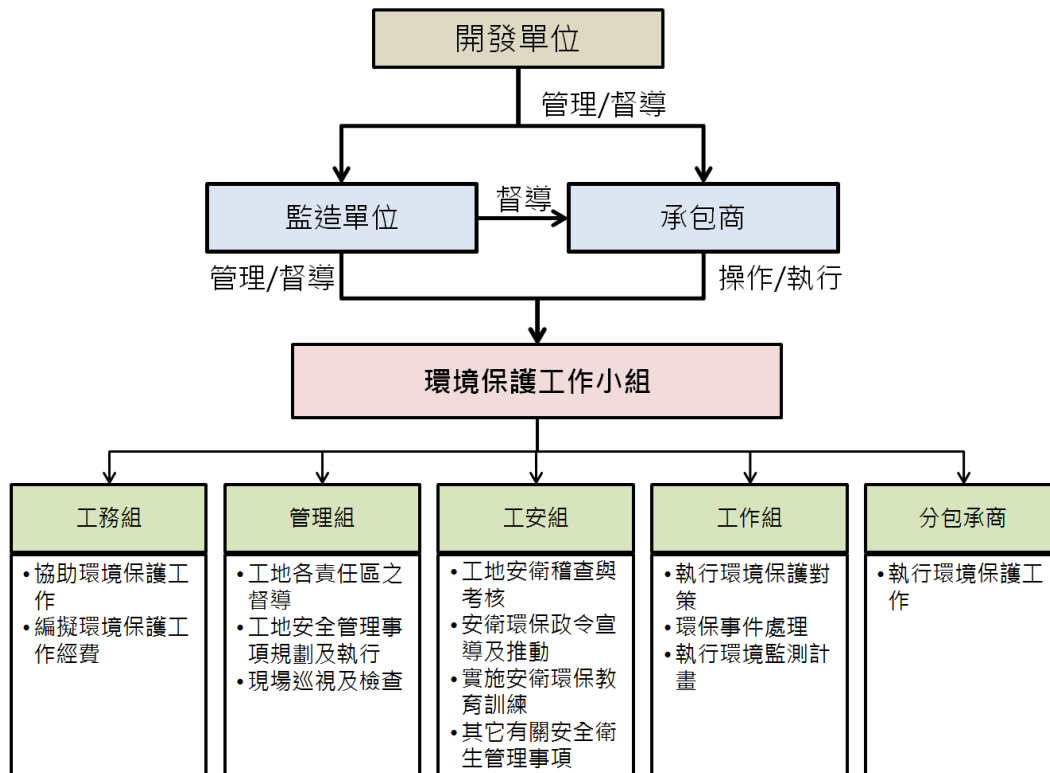 開發單位
管理/督導
監造單位
督導
承包商
管理/督導
操作/執行
環境保護工作小組
工務組
•協助環境保護工
作
•編擬環境保護工
作經費
管理組
•工地各責任區之
督導
•工地安全管理事
項規劃及執行
•現場巡視及檢查
工安組
•工地安衛稽查與
考核
•安衛環保政令宣
導及推動
•實施安衛環保教
育訓練
•其它有關安全衛
生管理事項
工作組
•執行環境保護對
策
•環保事件處理
•執行環境監測計
畫
分包承商
•執行環境保護工
作